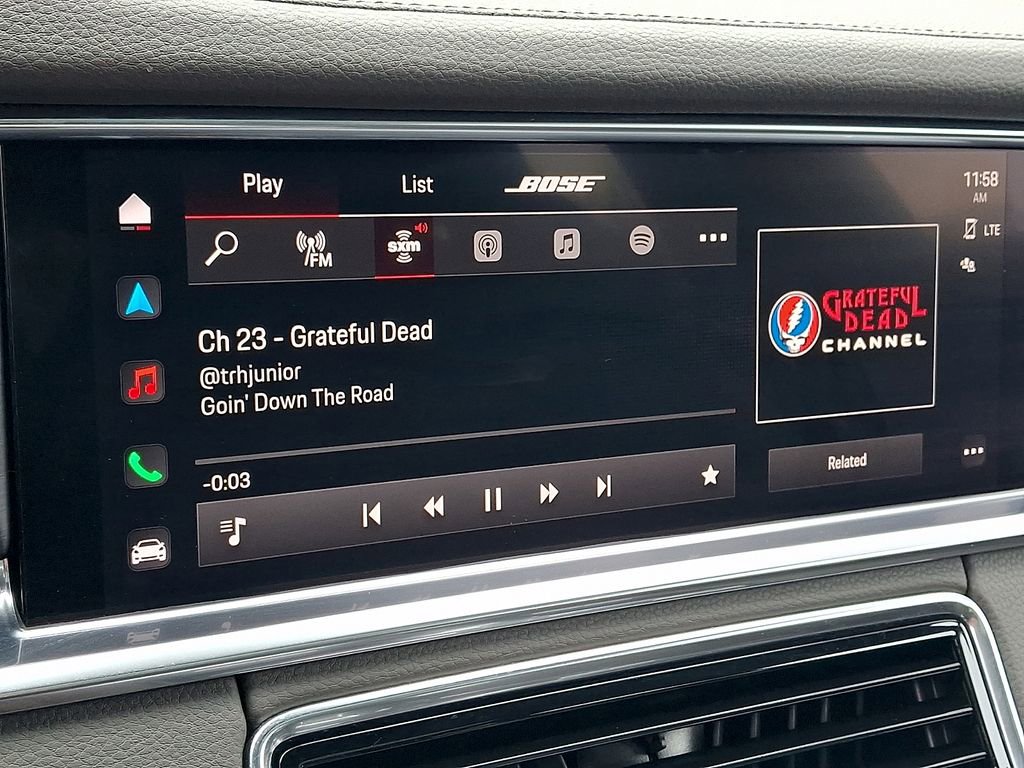 Play
List
BOSE
11:58
AM
FM
sxm
LTE
Ch 23 - Grateful Dead
@trhjunior
Goin' Down The Road
GRATEFUL
DEAD
CHANNEL
-0:03
Related